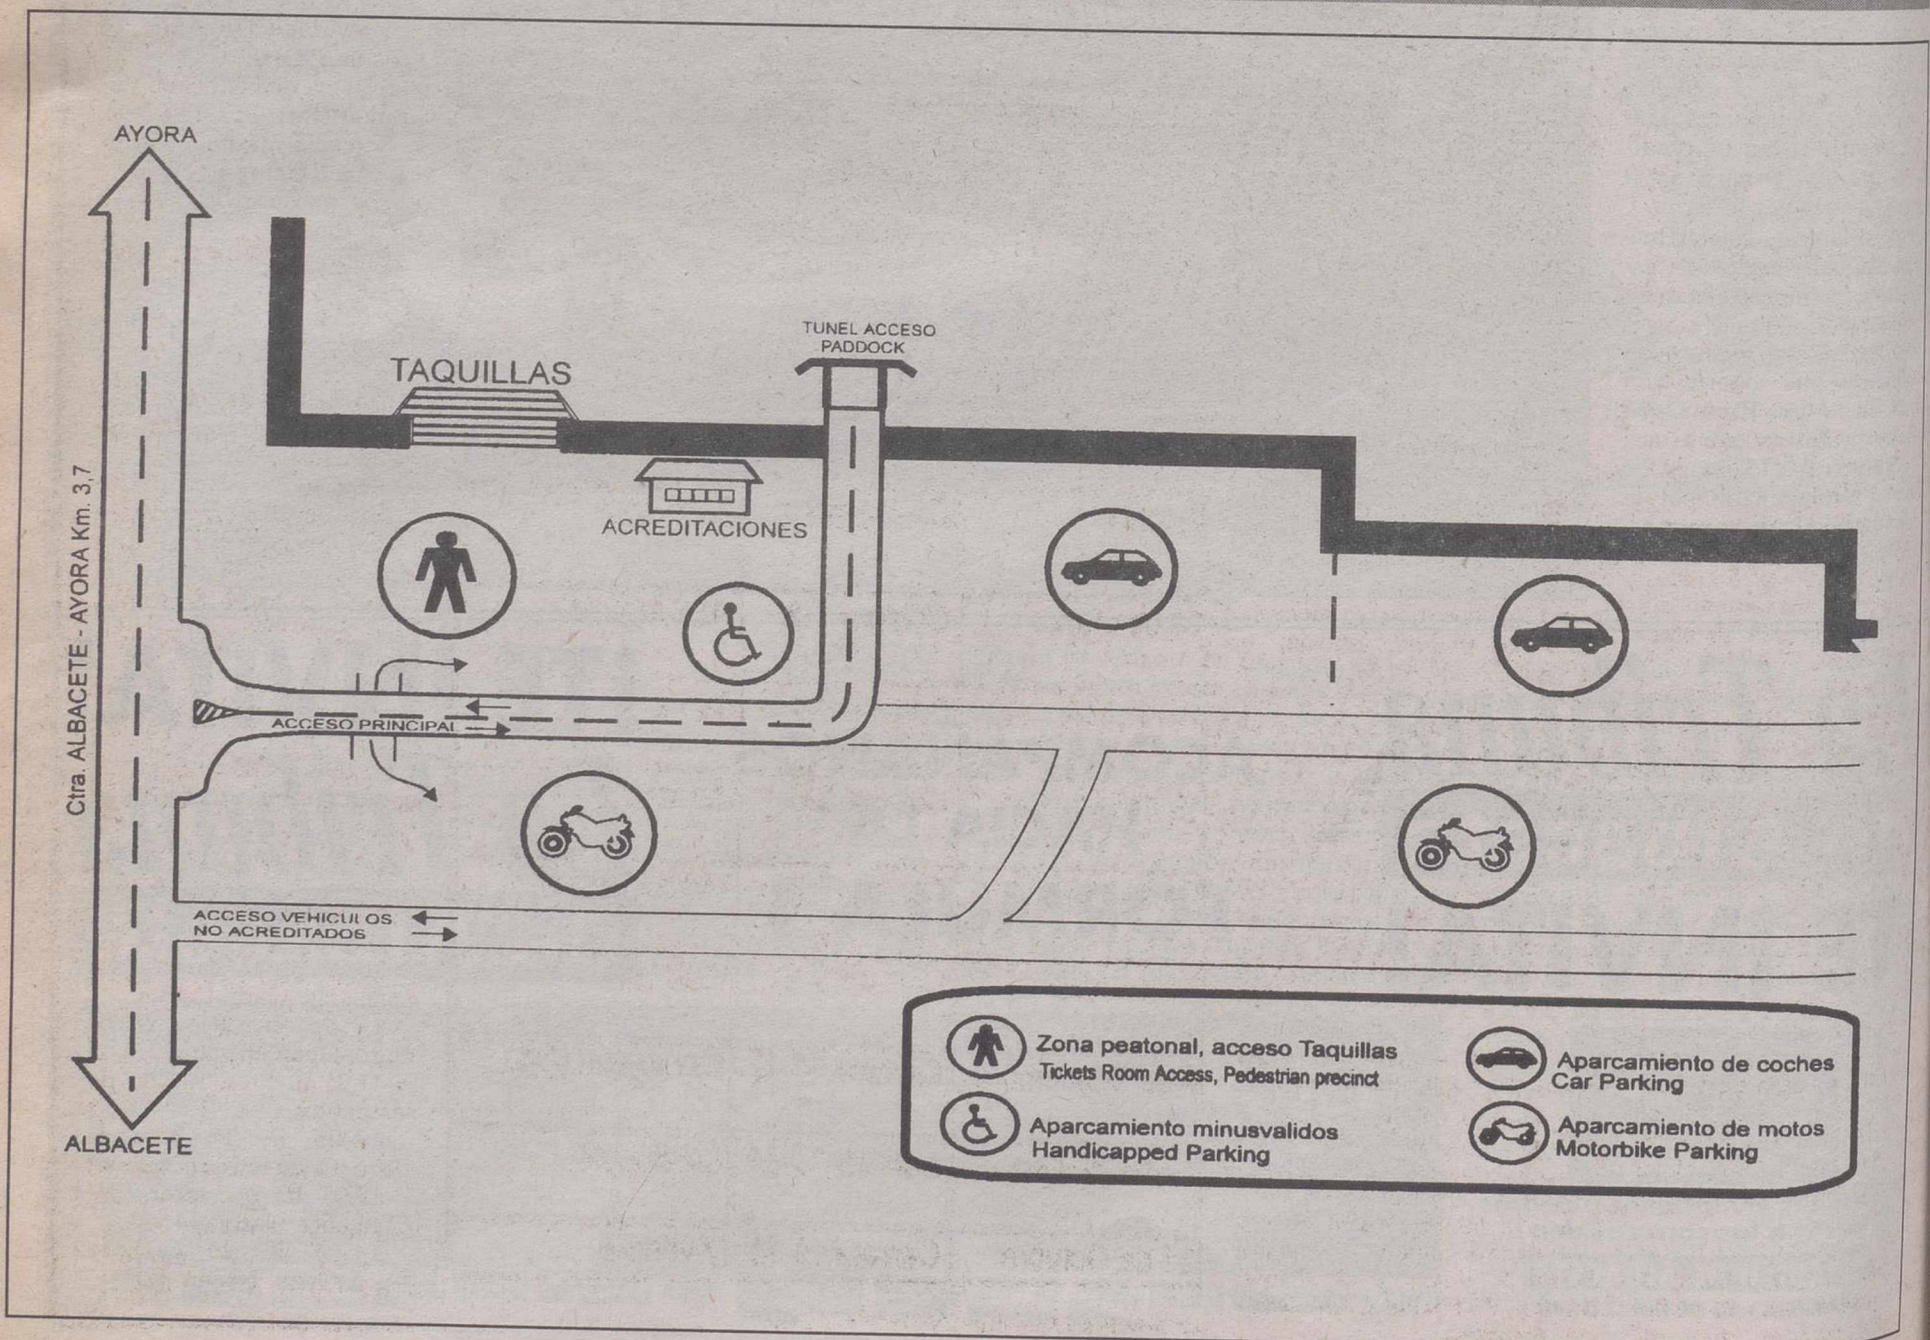 AYORA
Ctra. ALBACETE - AYORA Km. 3,7
TUNEL ACCESO
PADDOCK
TAQUILLAS
ACREDITACIONES
ACCESO PRINCIPAL
ACCESO VEHICULOS
NO ACREDITADOS
ALBACETE
Zona peatonal, acceso Taquillas
Tickets Room Access, Pedestrian precinct
Aparcamiento minusvalidos
Handicapped Parking
Aparcamiento de coches
Car Parking
Aparcamiento de motos
Motorbike Parking